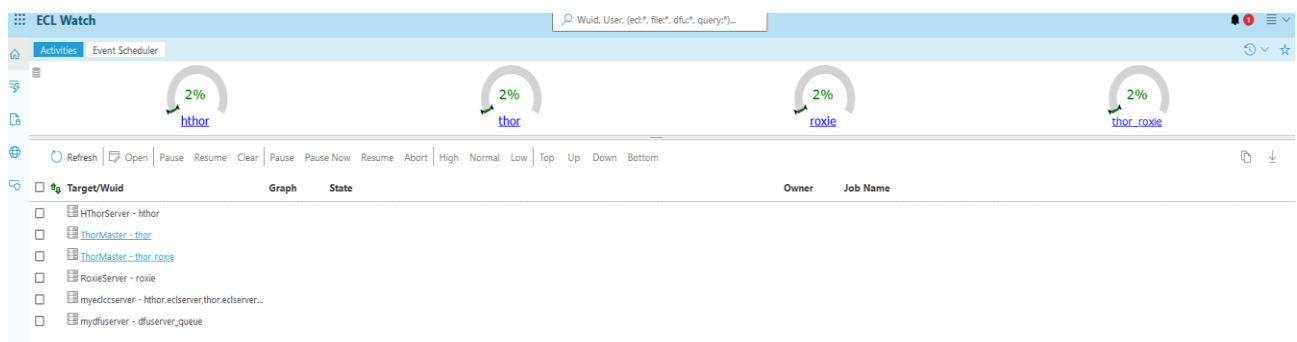 ECL Watch
Wuid, User, (ecl:*, file:*, dfu:*, query:*)...
1
Activities Event Scheduler
2% 2% 2% 2%
hthor thor roxie thor_roxie
Refresh Open Pause Resume Clear Pause Pause Now Resume Abort High Normal Low Top Up Down Bottom
Target/Wuid Graph State Owner Job Name
HThorServer - hthor
ThorMaster - thor
ThorMaster - thor_roxie
RoxieServer - roxie
myeclccserver - hthor.eclserver,thor.eclserver...
mydfuserver - dfuserver_queue